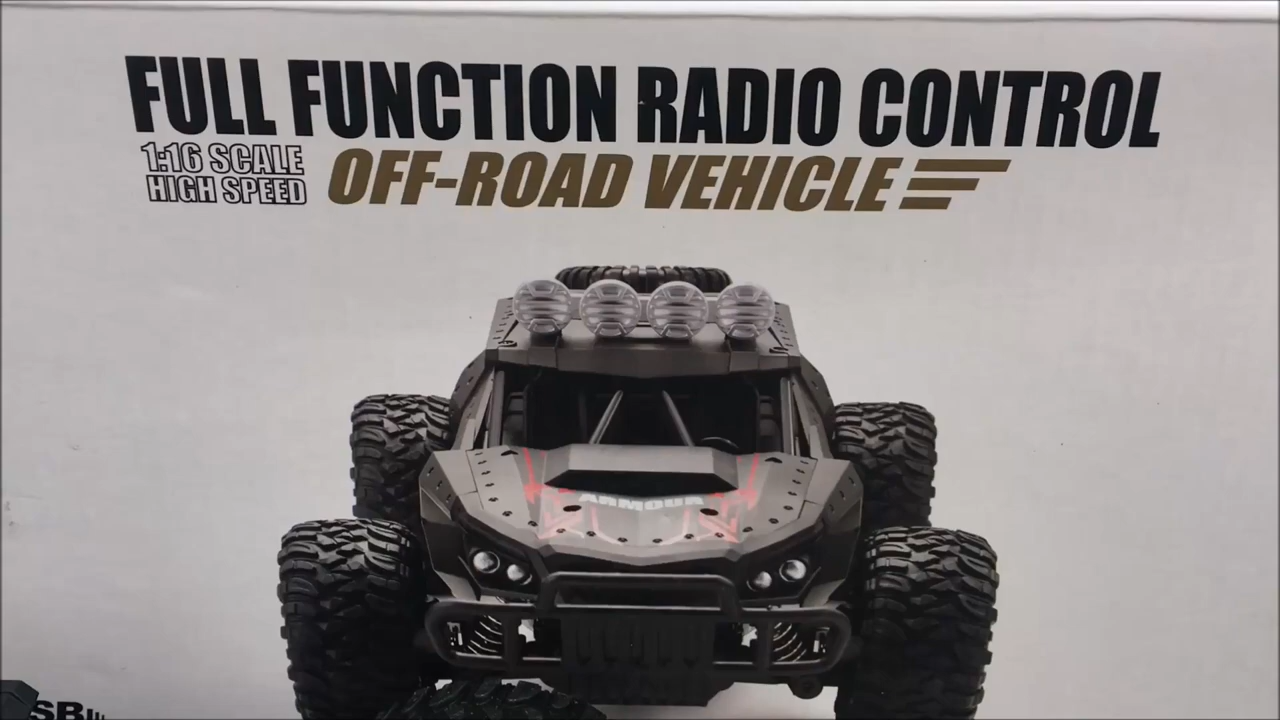 FULL FUNCTION RADIO CONTROL
1:16 SCALE
HIGH SPEED
OFF-ROAD VEHICLE
ARMOUR